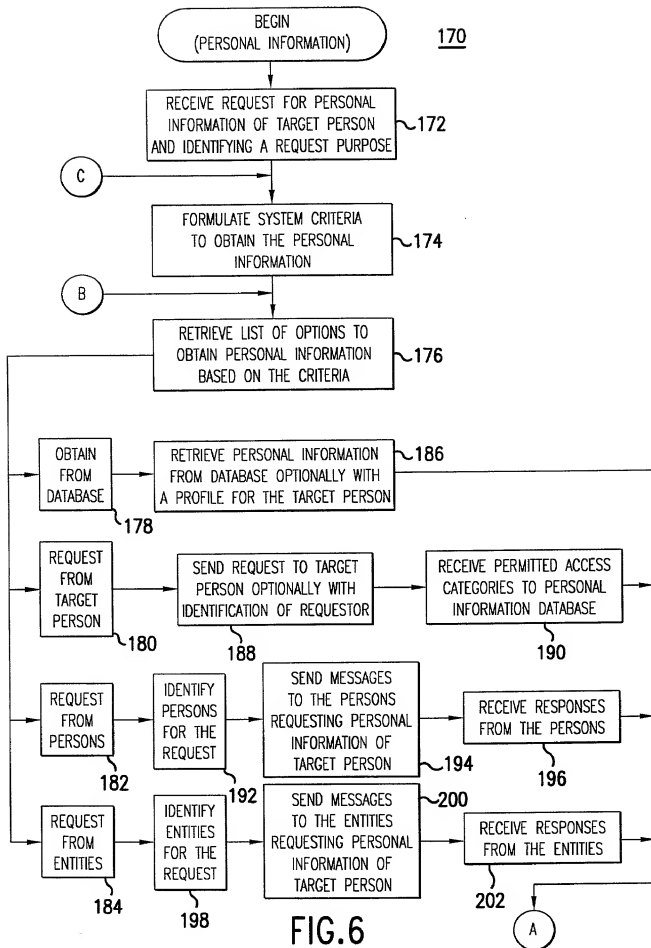 BEGIN
(PERSONAL INFORMATION)
170
RECEIVE REQUEST FOR PERSONAL
INFORMATION OF TARGET PERSON
AND IDENTIFYING A REQUEST PURPOSE
172
C
FORMULATE SYSTEM CRITERIA
TO OBTAIN THE PERSONAL
INFORMATION
174
B
RETRIEVE LIST OF OPTIONS TO
OBTAIN PERSONAL INFORMATION
BASED ON THE CRITERIA
176
OBTAIN
FROM
DATABASE
178
RETRIEVE PERSONAL INFORMATION
FROM DATABASE OPTIONALLY WITH
A PROFILE FOR THE TARGET PERSON
186
REQUEST
FROM
TARGET
PERSON
180
SEND REQUEST TO TARGET
PERSON OPTIONALLY WITH
IDENTIFICATION OF REQUESTOR
188
RECEIVE PERMITTED ACCESS
CATEGORIES TO PERSONAL
INFORMATION DATABASE
190
REQUEST
FROM
PERSONS
182
IDENTIFY
PERSONS
FOR THE
REQUEST
192
SEND MESSAGES
TO THE PERSONS
REQUESTING PERSONAL
INFORMATION OF
TARGET PERSON
194
RECEIVE RESPONSES
FROM THE PERSONS
196
REQUEST
FROM
ENTITIES
184
IDENTIFY
ENTITIES
FOR THE
REQUEST
198
SEND MESSAGES
TO THE ENTITIES
REQUESTING PERSONAL
INFORMATION OF
TARGET PERSON
200
RECEIVE RESPONSES
FROM THE ENTITIES
202
A
FIG.6